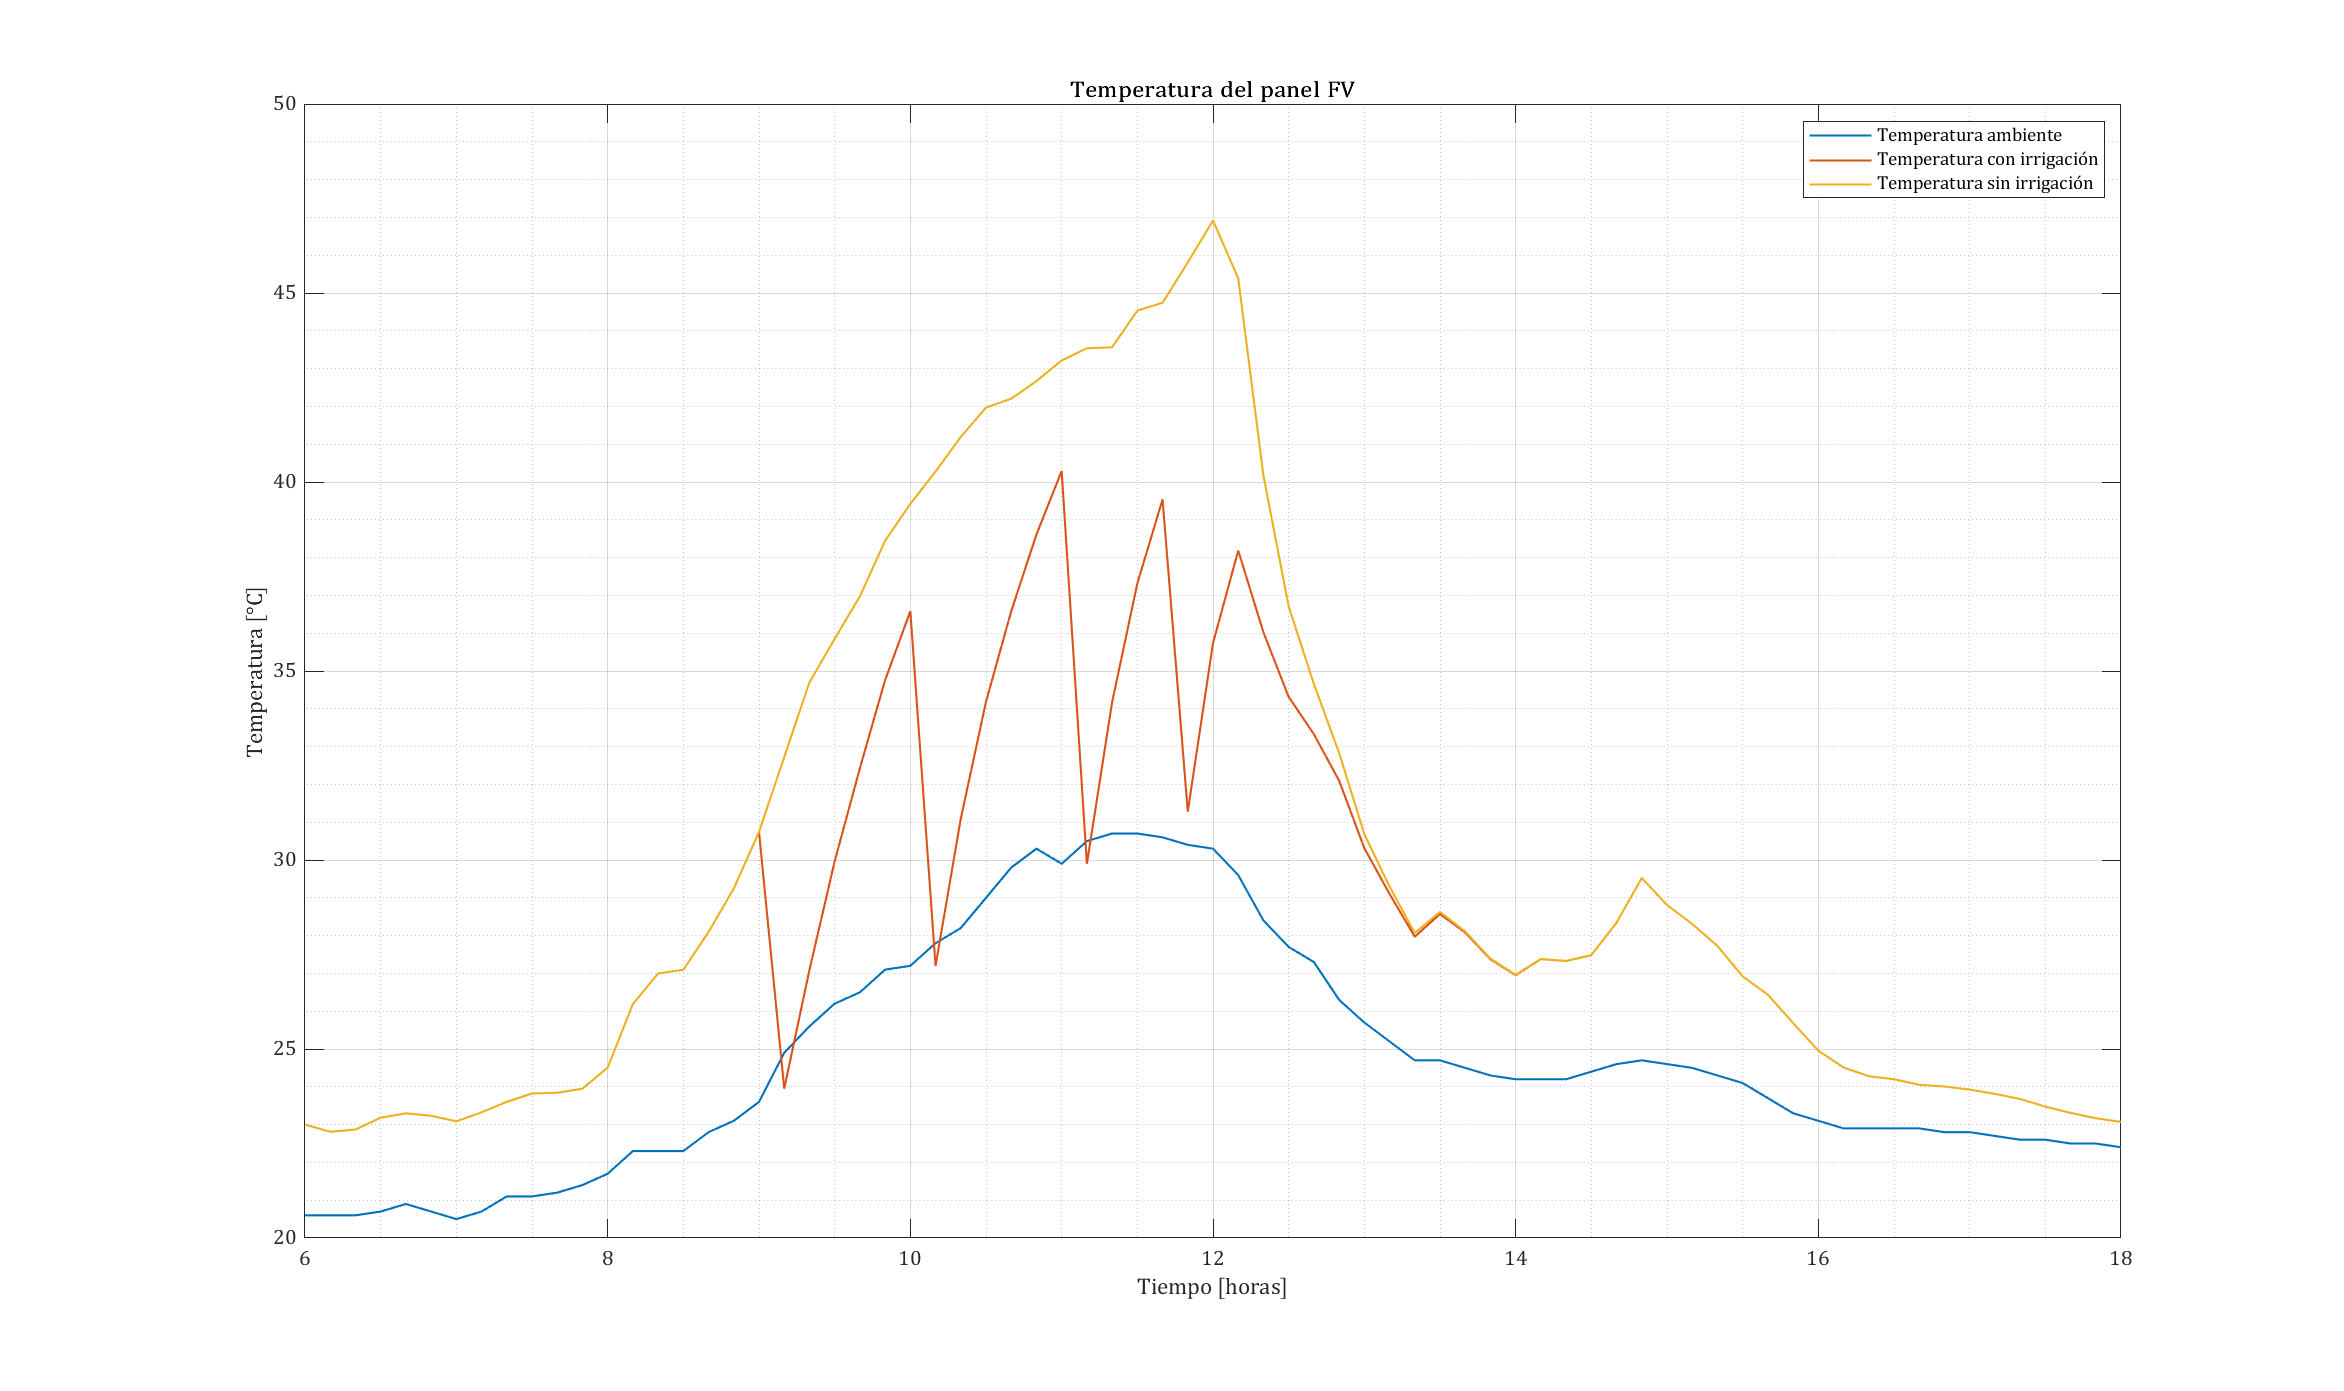 Temperatura del panel FV
50
45
40
35
30
25
20
Temperatura [°C]
6 8 10 12 14 16 18
Tiempo [horas]
Temperatura ambiente
Temperatura con irrigación
Temperatura sin irrigación